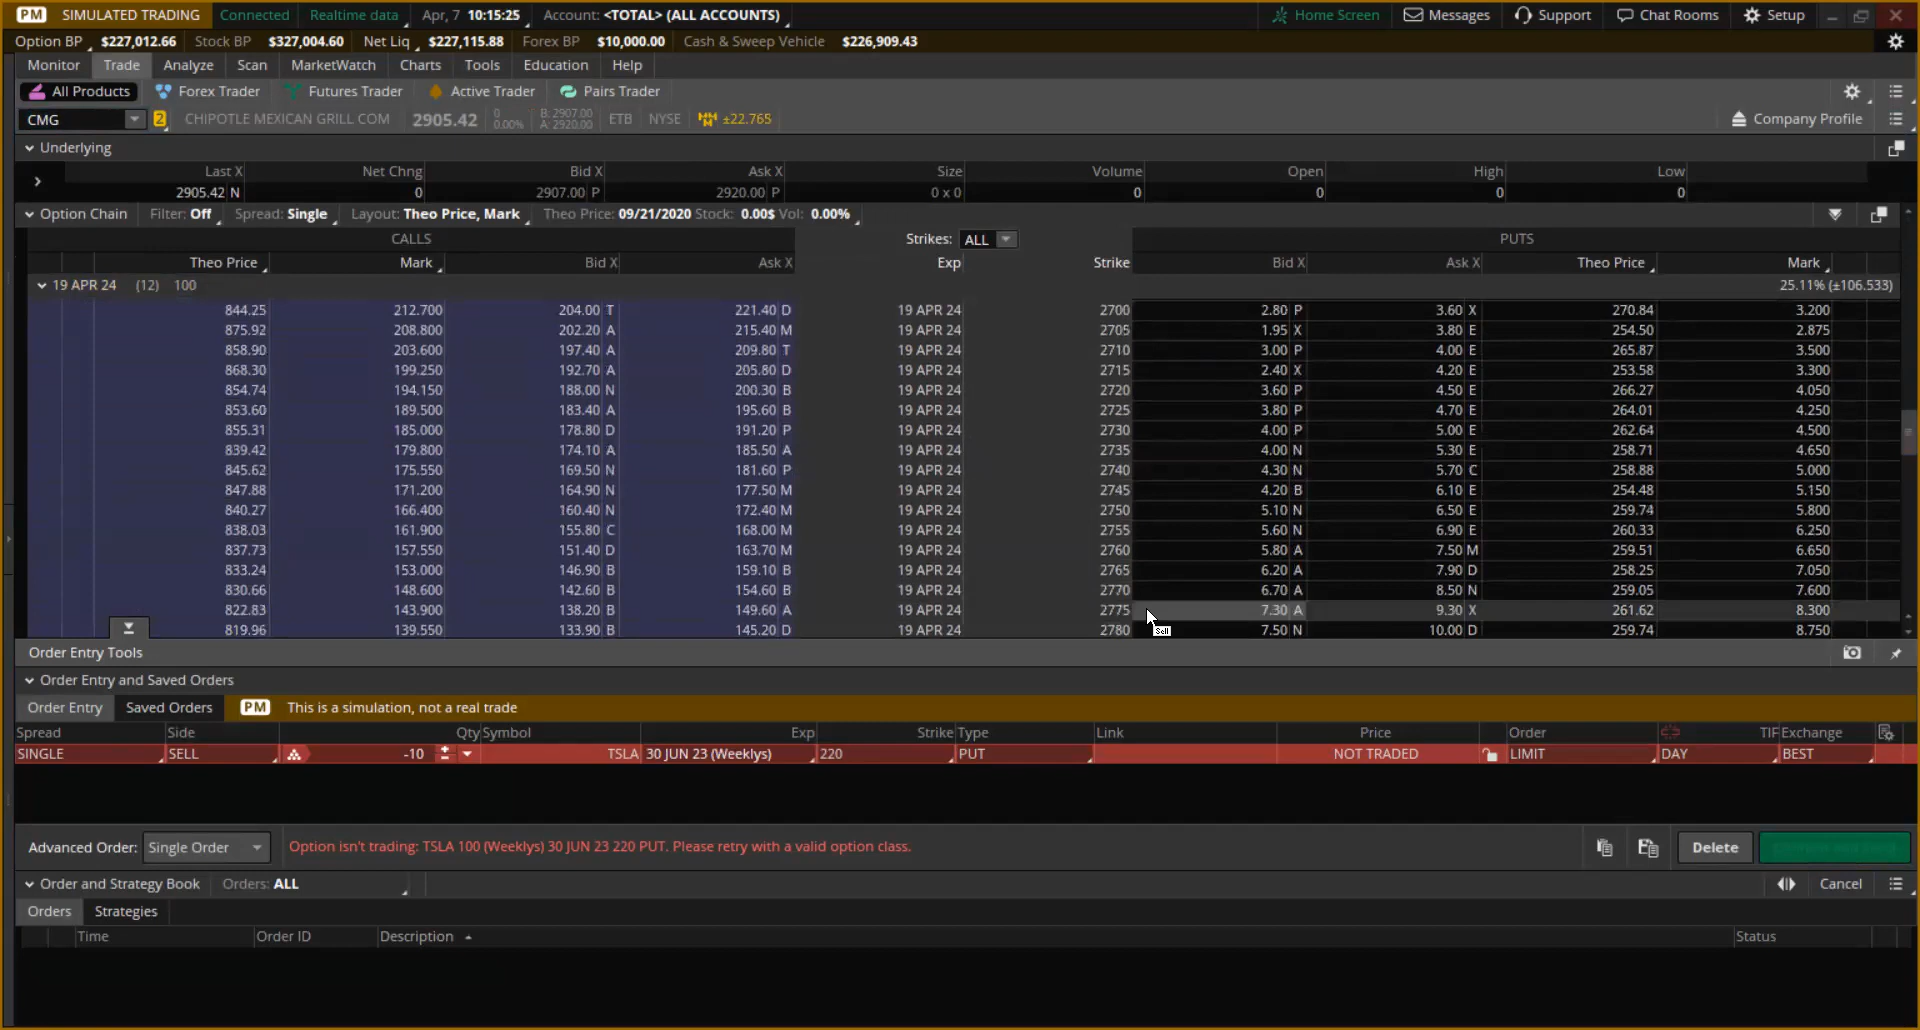 PM SIMULATED TRADING Connected Realtime data Apr, 7 10:15:25 Account: <TOTAL> (ALL ACCOUNTS) Home Screen Messages Support Chat Rooms Setup
Option BP $227,012.66 Stock BP $327,004.60 Net Liq $227,115.88 Forex BP $10,000.00 Cash & Sweep Vehicle $226,909.43
Monitor Trade Analyze Scan MarketWatch Charts Tools Education Help
All Products Forex Trader Futures Trader Active Trader Pairs Trader
CMG 2 CHIPOTLE MEXICAN GRILL COM 2905.42 0 0.00% B: 2907.00 A: 2920.00 ETB NYSE ±22.765 Company Profile
Underlying
Last X Net Chng Bid X Ask X Size Volume Open High Low
2905.42 N 0 2907.00 P 2920.00 P 0 x 0 0 0 0 0
Option Chain Filter: Off Spread: Single Layout: Theo Price, Mark Theo Price: 09/21/2020 Stock: 0.00$ Vol: 0.00%
CALLS Strikes: ALL PUTS
Theo Price Mark Bid X Ask X Exp Strike Bid X Ask X Theo Price Mark
19 APR 24 (12) 100 25.11% (±106.533)
844.25 212.700 204.00 T 221.40 D 19 APR 24 2700 2.80 P 3.60 X 270.84 3.200
875.92 208.800 202.20 A 215.40 M 19 APR 24 2705 1.95 X 3.80 E 254.50 2.875
858.90 203.600 197.40 A 209.80 T 19 APR 24 2710 3.00 P 4.00 E 265.87 3.500
868.30 199.250 192.70 A 205.80 D 19 APR 24 2715 2.40 X 4.20 E 253.58 3.300
854.74 194.150 188.00 N 200.30 B 19 APR 24 2720 3.60 P 4.50 E 266.27 4.050
853.60 189.500 183.40 A 195.60 B 19 APR 24 2725 3.80 P 4.70 E 264.01 4.250
855.31 185.000 178.80 D 191.20 P 19 APR 24 2730 4.00 P 5.00 E 262.64 4.500
839.42 179.800 174.10 A 185.50 A 19 APR 24 2735 4.00 N 5.30 E 258.71 4.650
845.62 175.550 169.50 N 181.60 P 19 APR 24 2740 4.30 N 5.70 C 258.88 5.000
847.88 171.200 164.90 N 177.50 M 19 APR 24 2745 4.20 B 6.10 E 254.48 5.150
840.27 166.400 160.40 N 172.40 M 19 APR 24 2750 5.10 N 6.50 E 259.74 5.800
838.03 161.900 155.80 C 168.00 M 19 APR 24 2755 5.60 N 6.90 E 260.33 6.250
837.73 157.550 151.40 D 163.70 M 19 APR 24 2760 5.80 A 7.50 M 259.51 6.650
833.24 153.000 146.90 B 159.10 B 19 APR 24 2765 6.20 A 7.90 D 258.25 7.050
830.66 148.600 142.60 B 154.60 B 19 APR 24 2770 6.70 A 8.50 N 259.05 7.600
822.83 143.900 138.20 B 149.60 A 19 APR 24 2775 7.30 A 9.30 X 261.62 8.300
Sell
819.96 139.550 133.90 B 145.20 D 19 APR 24 2780 7.50 N 10.00 D 259.74 8.750
Order Entry Tools
Order Entry and Saved Orders
Order Entry Saved Orders PM This is a simulation, not a real trade
Spread Side Qty Symbol Exp Strike Type Link Price Order TIF Exchange
SINGLE SELL -10 TSLA 30 JUN 23 (Weeklys) 220 PUT NOT TRADED LIMIT DAY BEST
Advanced Order: Single Order Option isn't trading: TSLA 100 (Weeklys) 30 JUN 23 220 PUT. Please retry with a valid option class. Delete
Order and Strategy Book Orders: ALL Cancel
Orders Strategies
Time Order ID Description Status